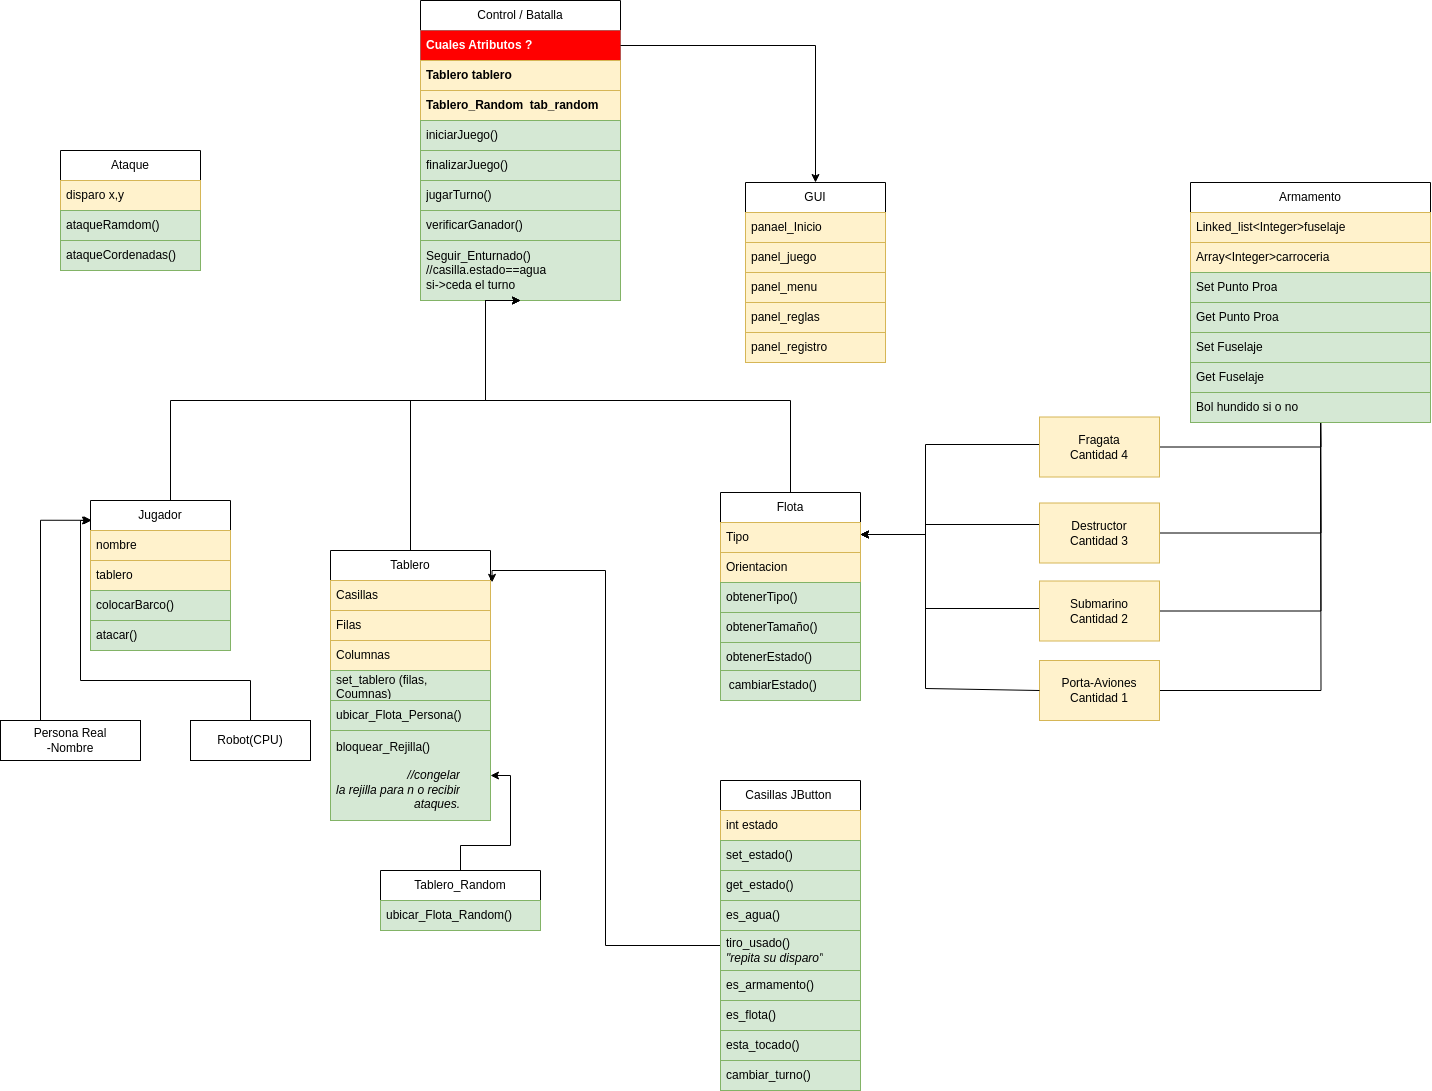 Control / Batalla
Cuales Atributos ?
Tablero tablero
Tablero_Random  tab_random
iniciarJuego()
finalizarJuego()
jugarTurno()
verificarGanador()
Seguir_Enturnado()
//casilla.estado==agua
si->ceda el turno
Ataque
disparo x,y
ataqueRamdom()
ataqueCordenadas()
GUI
panael_Inicio
panel_juego
panel_menu
panel_reglas
panel_registro
Armamento
Linked_list<Integer>fuselaje
Array<Integer>carroceria
Set Punto Proa
Get Punto Proa
Set Fuselaje
Get Fuselaje
Bol hundido si o no
Fragata
Cantidad 4
Destructor
Cantidad 3
Submarino
Cantidad 2
Porta-Aviones
Cantidad 1
Jugador
nombre
tablero
colocarBarco()
atacar()
Persona Real
-Nombre
Robot(CPU)
Tablero
Casillas
Filas
Columnas
set_tablero (filas,
Coumnas)
ubicar_Flota_Persona()
bloquear_Rejilla()
//congelar
la rejilla para n o recibir
ataques.
Tablero_Random
ubicar_Flota_Random()
Flota
Tipo
Orientacion
obtenerTipo()
obtenerTamaño()
obtenerEstado()
cambiarEstado()
Casillas JButton
int estado
set_estado()
get_estado()
es_agua()
tiro_usado()
"repita su disparo"
es_armamento()
es_flota()
esta_tocado()
cambiar_turno()